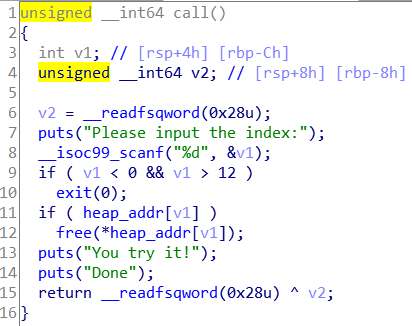 1 unsigned __int64 call()
2 {
3   int v1; // [rsp+4h] [rbp-Ch]
4   unsigned __int64 v2; // [rsp+8h] [rbp-8h]
5
6   v2 = __readfsqword(0x28u);
7   puts("Please input the index:");
8   __isoc99_scanf("%d", &v1);
9   if ( v1 < 0 && v1 > 12 )
10     exit(0);
11   if ( heap_addr[v1] )
12     free(*heap_addr[v1]);
13   puts("You try it!");
14   puts("Done");
15   return __readfsqword(0x28u) ^ v2;
16 }